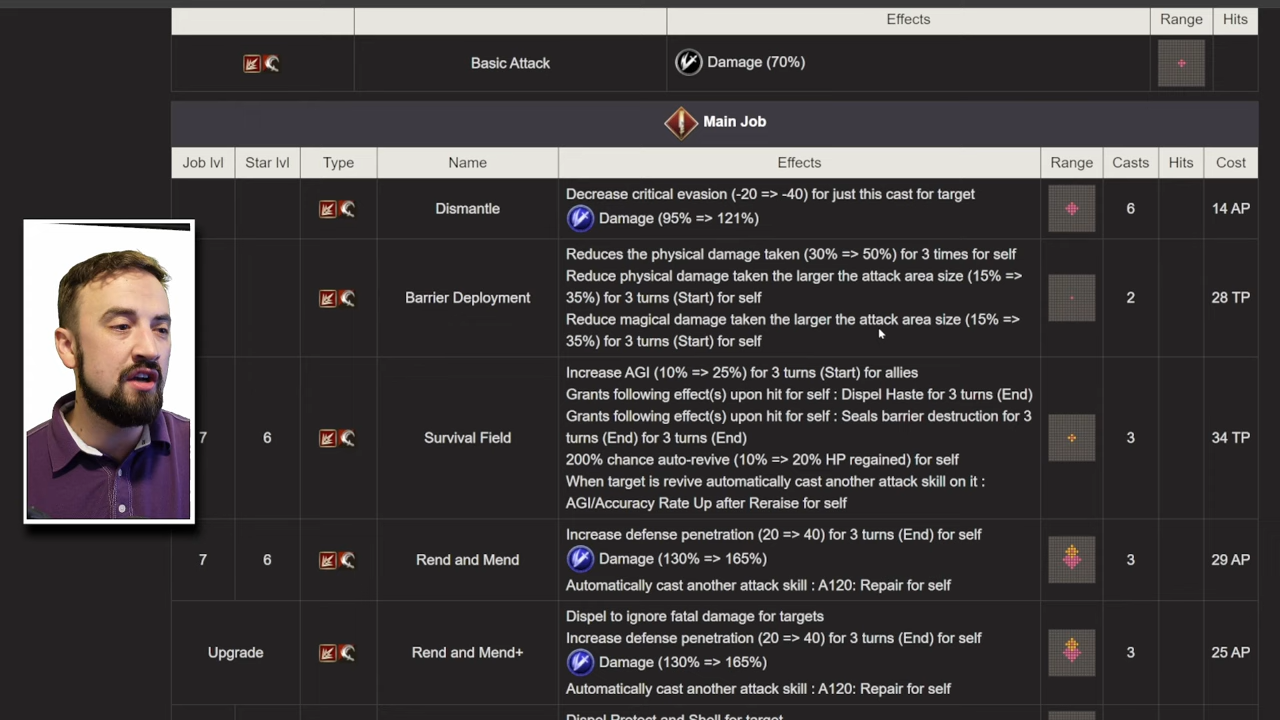 Effects Range Hits
Basic Attack Damage (70%)
Main Job
Job lvl Star lvl Type Name Effects Range Casts Hits Cost
Decrease critical evasion (-20 => -40) for just this cast for target
Dismantle 6 14 AP
Damage (95% => 121%)
Reduces the physical damage taken (30% => 50%) for 3 times for self
Reduce physical damage taken the larger the attack area size (15% =>
Barrier Deployment 35%) for 3 turns (Start) for self 2 28 TP
Reduce magical damage taken the larger the attack area size (15% =>
35%) for 3 turns (Start) for self
Increase AGI (10% => 25%) for 3 turns (Start) for allies
Grants following effect(s) upon hit for self : Dispel Haste for 3 turns (End)
Grants following effect(s) upon hit for self : Seals barrier destruction for 3
7 6 Survival Field turns (End) for 3 turns (End) 3 34 TP
200% chance auto-revive (10% => 20% HP regained) for self
When target is revive automatically cast another attack skill on it :
AGI/Accuracy Rate Up after Reraise for self
Increase defense penetration (20 => 40) for 3 turns (End) for self
7 6 Rend and Mend Damage (130% => 165%) 3 29 AP
Automatically cast another attack skill : A120: Repair for self
Dispel to ignore fatal damage for targets
Increase defense penetration (20 => 40) for 3 turns (End) for self
Upgrade Rend and Mend+ 3 25 AP
Damage (130% => 165%)
Automatically cast another attack skill : A120: Repair for self
Dispel Protect and Shell for target